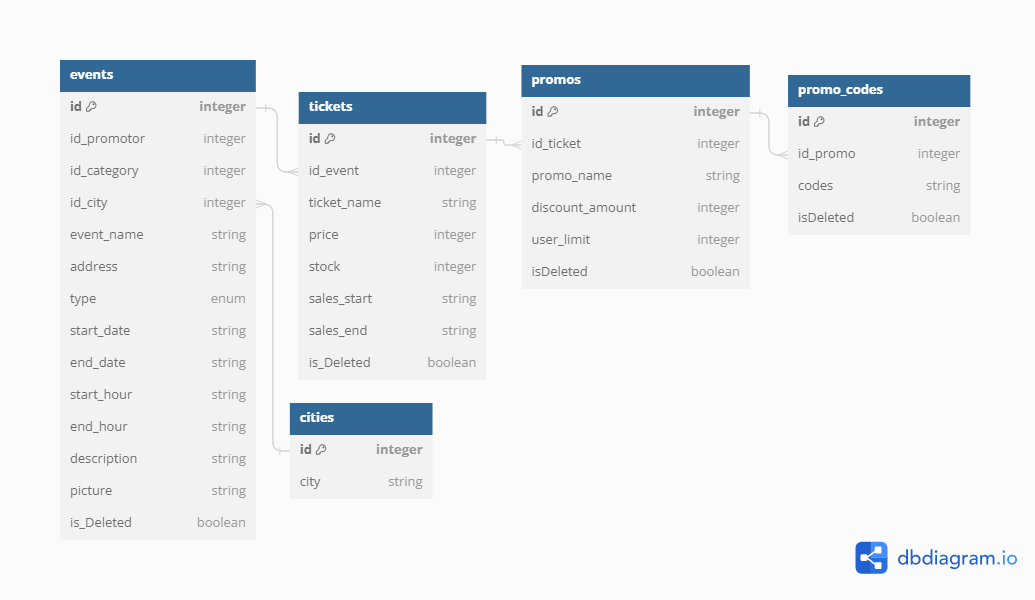 events
id integer
id_promotor integer
id_category integer
id_city integer
event_name string
address string
type enum
start_date string
end_date string
start_hour string
end_hour string
description string
picture string
is_Deleted boolean
tickets
id integer
id_event integer
ticket_name string
price integer
stock integer
sales_start string
sales_end string
is_Deleted boolean
cities
id integer
city string
promos
id integer
id_ticket integer
promo_name string
discount_amount integer
user_limit integer
isDeleted boolean
promo_codes
id integer
id_promo integer
codes string
isDeleted boolean
dbdiagram.io